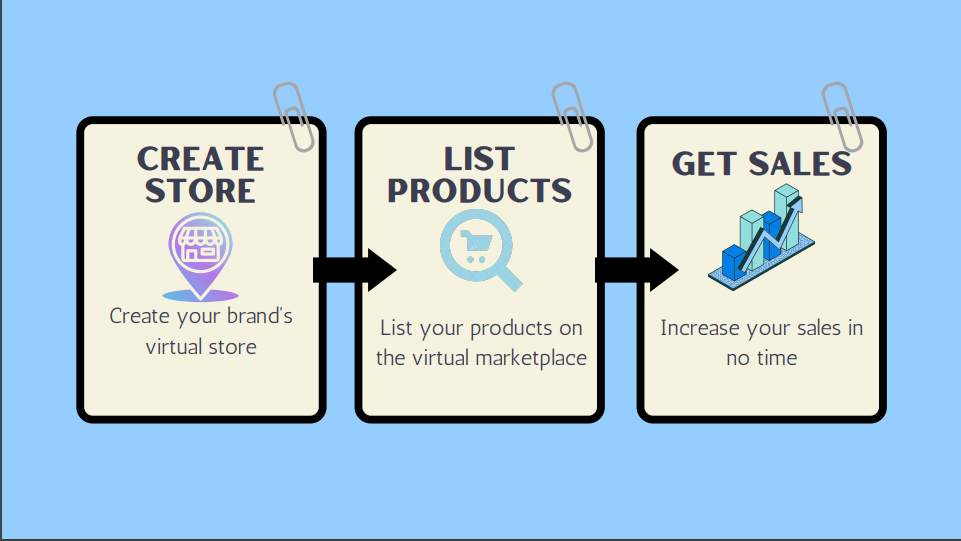 CREATE
STORE
Create your brand's
virtual store
LIST
PRODUCTS
List your products on
the virtual marketplace
GET SALES
Increase your sales in
no time